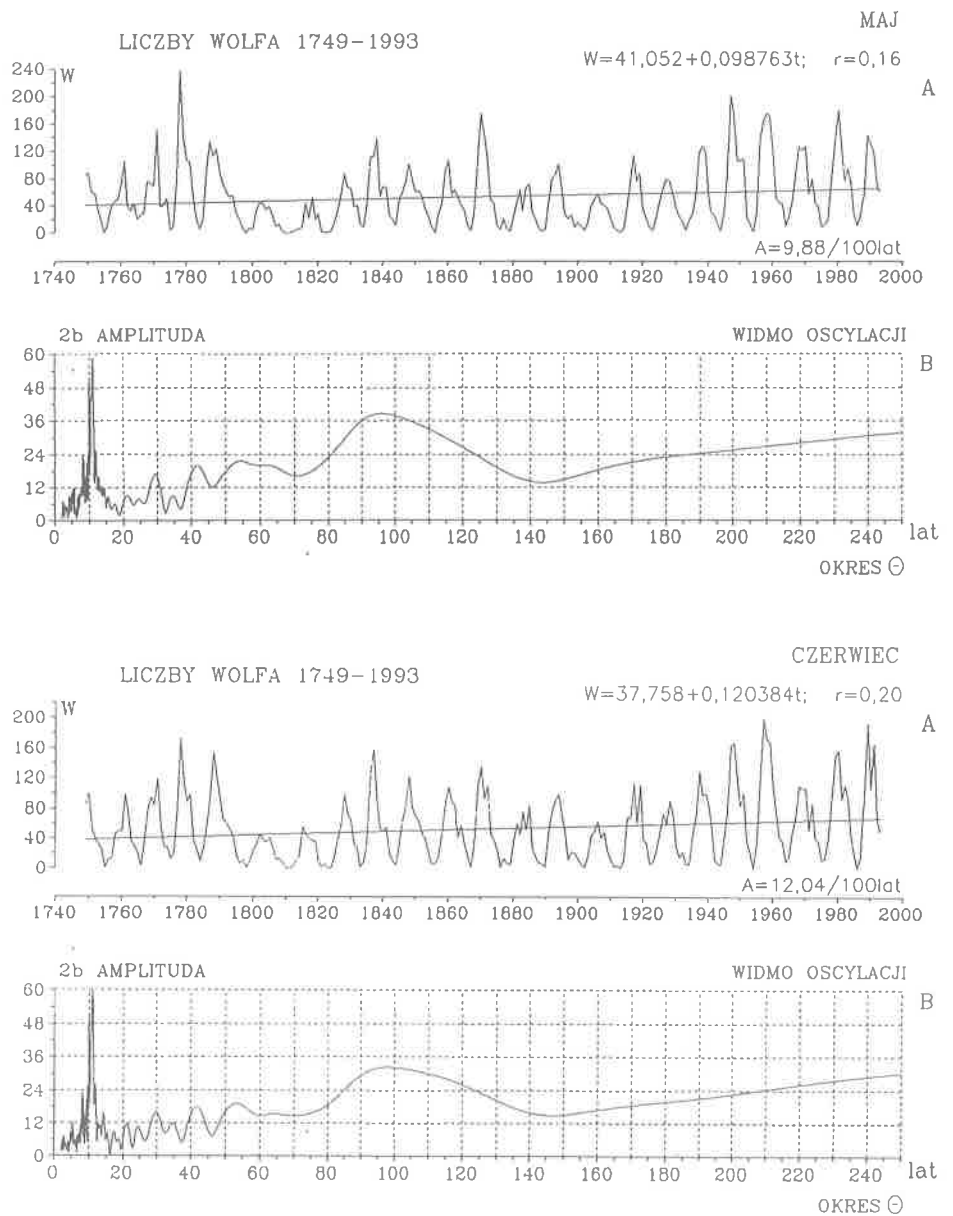 MAJ
LICZBY WOLFA 1749-1993
W=41,052+0,098763t; r=0,16
A
W
240
200
160
120
80
40
0
A=9,88/100lat
1740 1760 1780 1800 1820 1840 1860 1880 1900 1920 1940 1960 1980 2000
2b AMPLITUDA WIDMO OSCYLACJI
B
60
48
36
24
12
0
0 20 40 60 80 100 120 140 160 180 200 220 240 lat
OKRES Θ
CZERWIEC
LICZBY WOLFA 1749-1993
W=37,758+0,120384t; r=0,20
A
W
200
160
120
80
40
0
A=12,04/100lat
1740 1760 1780 1800 1820 1840 1860 1880 1900 1920 1940 1960 1980 2000
2b AMPLITUDA WIDMO OSCYLACJI
B
60
48
36
24
12
0
0 20 40 60 80 100 120 140 160 180 200 220 240 lat
OKRES Θ